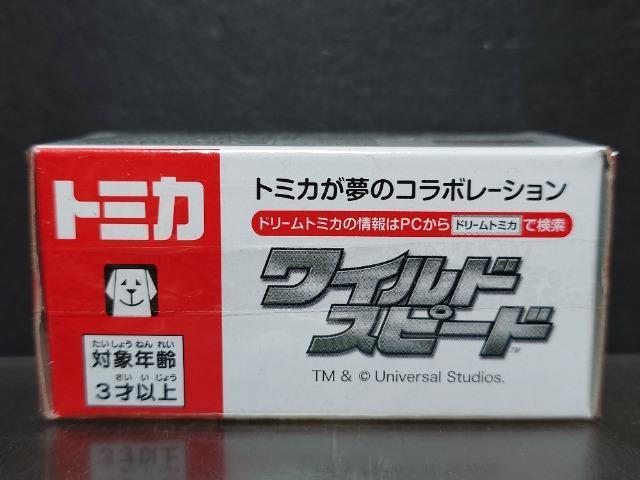 トミカ
たいしょうねんれい
対象年齢
さいいじょう
3才以上
トミカが夢のコラボレーション
ドリームトミカの情報はPCから ドリームトミカ で検索
ワイルド
スピード™
TM & © Universal Studios.